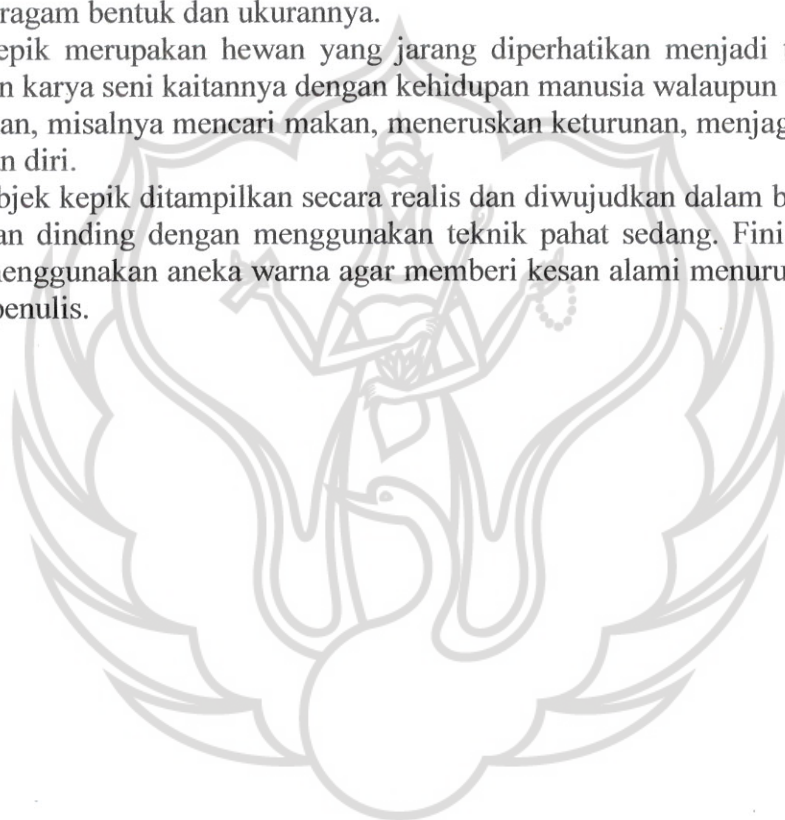 ragam bentuk dan ukurannya.
epik merupakan hewan yang jarang diperhatikan menjadi
n karya seni kaitannya dengan kehidupan manusia walaupun
an, misalnya mencari makan, meneruskan keturunan, menjag
n diri.
bjek kepik ditampilkan secara realis dan diwujudkan dalam b
an dinding dengan menggunakan teknik pahat sedang. Fini
menggunakan aneka warna agar memberi kesan alami menuru
penulis.